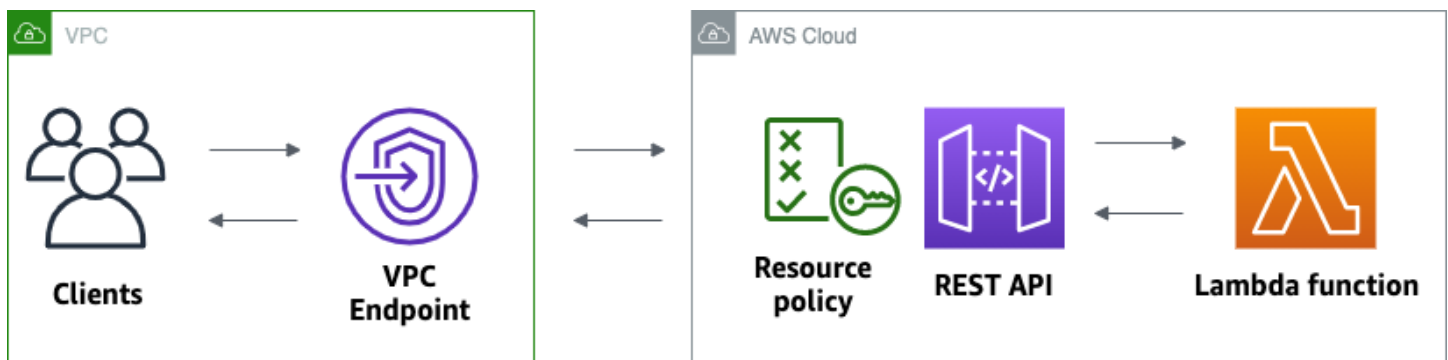 VPC
AWS Cloud
</>
Clients
VPC
Endpoint
Resource
policy
REST API
Lambda function